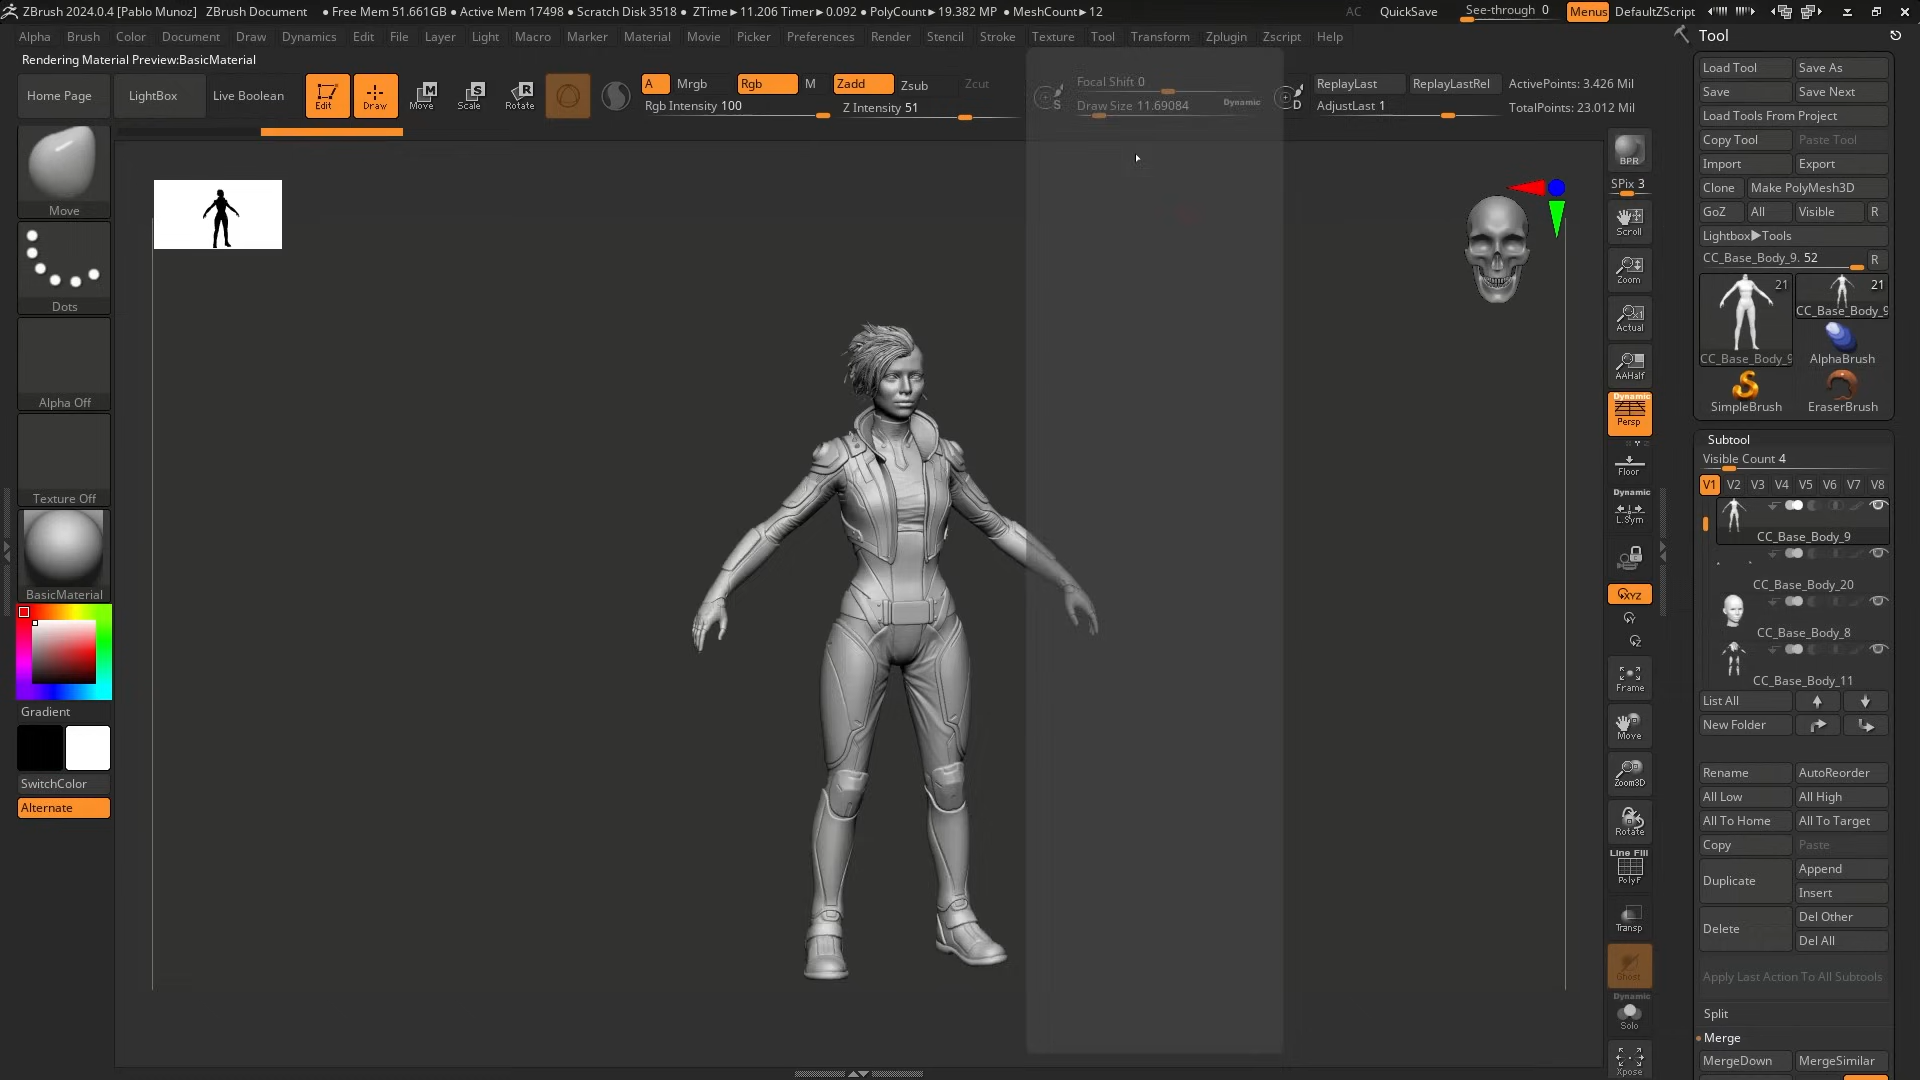 ZBrush 2024.0.4 [Pablo Munoz] ZBrush Document ● Free Mem 51.661GB ● Active Mem 17498 ● Scratch Disk 3518 ● ZTime►11.206 Timer►0.092 ● PolyCount►19.382 MP ● MeshCount►12 AC QuickSave See-through 0 Menus DefaultZScript
Alpha Brush Color Document Draw Dynamics Edit File Layer Light Macro Marker Material Movie Picker Preferences Render Stencil Stroke Texture Tool Transform Zplugin Zscript Help
Rendering Material Preview:BasicMaterial
Home Page LightBox Live Boolean Edit Draw Move Scale Rotate
M S R
A Mrgb Rgb M Zadd Zsub Zcut
Rgb Intensity 100 Z Intensity 51
Focal Shift 0
Draw Size 11.69084 Dynamic
S D
ReplayLast ReplayLastRel ActivePoints: 3.426 Mil
AdjustLast 1 TotalPoints: 23.012 Mil
Move
Dots
Alpha Off
Texture Off
BasicMaterial
Gradient
SwitchColor
Alternate
BPR
SPix 3
Scroll
Zoom
Actual
AAHalf
Dynamic
Persp
Floor
Dynamic
L.Sym
XYZ
Y
Z
Frame
Move
Zoom3D
Rotate
Line Fill
PolyF
Transp
Ghost
Dynamic
Solo
Xpose
Tool
Load Tool Save As
Save Save Next
Load Tools From Project
Copy Tool Paste Tool
Import Export
Clone Make PolyMesh3D
GoZ All Visible R
Lightbox►Tools
CC_Base_Body_9. 52 R
21 21
CC_Base_Body_9
CC_Base_Body_9 AlphaBrush
SimpleBrush EraserBrush
Subtool
Visible Count 4
V1 V2 V3 V4 V5 V6 V7 V8
CC_Base_Body_9
CC_Base_Body_20
CC_Base_Body_8
CC_Base_Body_11
List All
New Folder
Rename AutoReorder
All Low All High
All To Home All To Target
Copy Paste
Duplicate Append
Insert
Delete Del Other
Del All
Apply Last Action To All Subtools
Split
Merge
MergeDown MergeSimilar